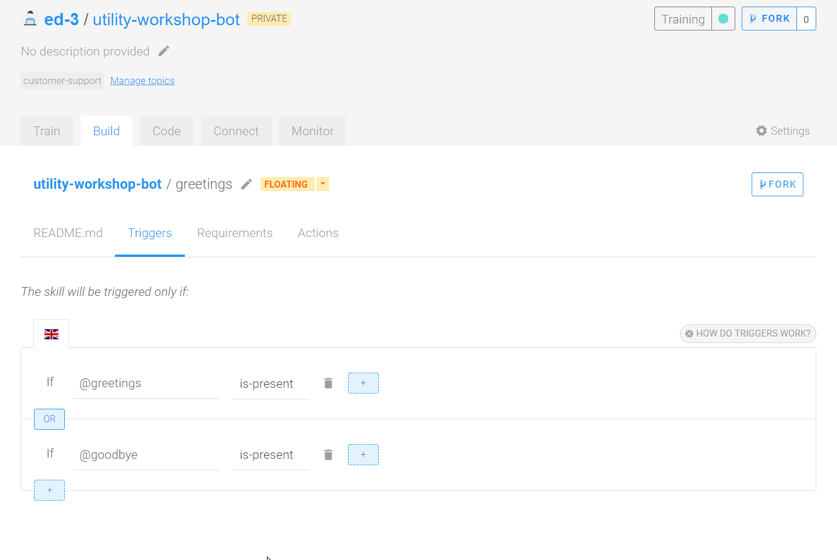 ed-3 / utility-workshop-bot PRIVATE
Training
FORK 0
No description provided
customer-support Manage topics
Train Build Code Connect Monitor Settings
utility-workshop-bot / greetings FLOATING
FORK
README.md Triggers Requirements Actions
The skill will be triggered only if:
HOW DO TRIGGERS WORK?
If @greetings is-present +
OR
If @goodbye is-present +
+